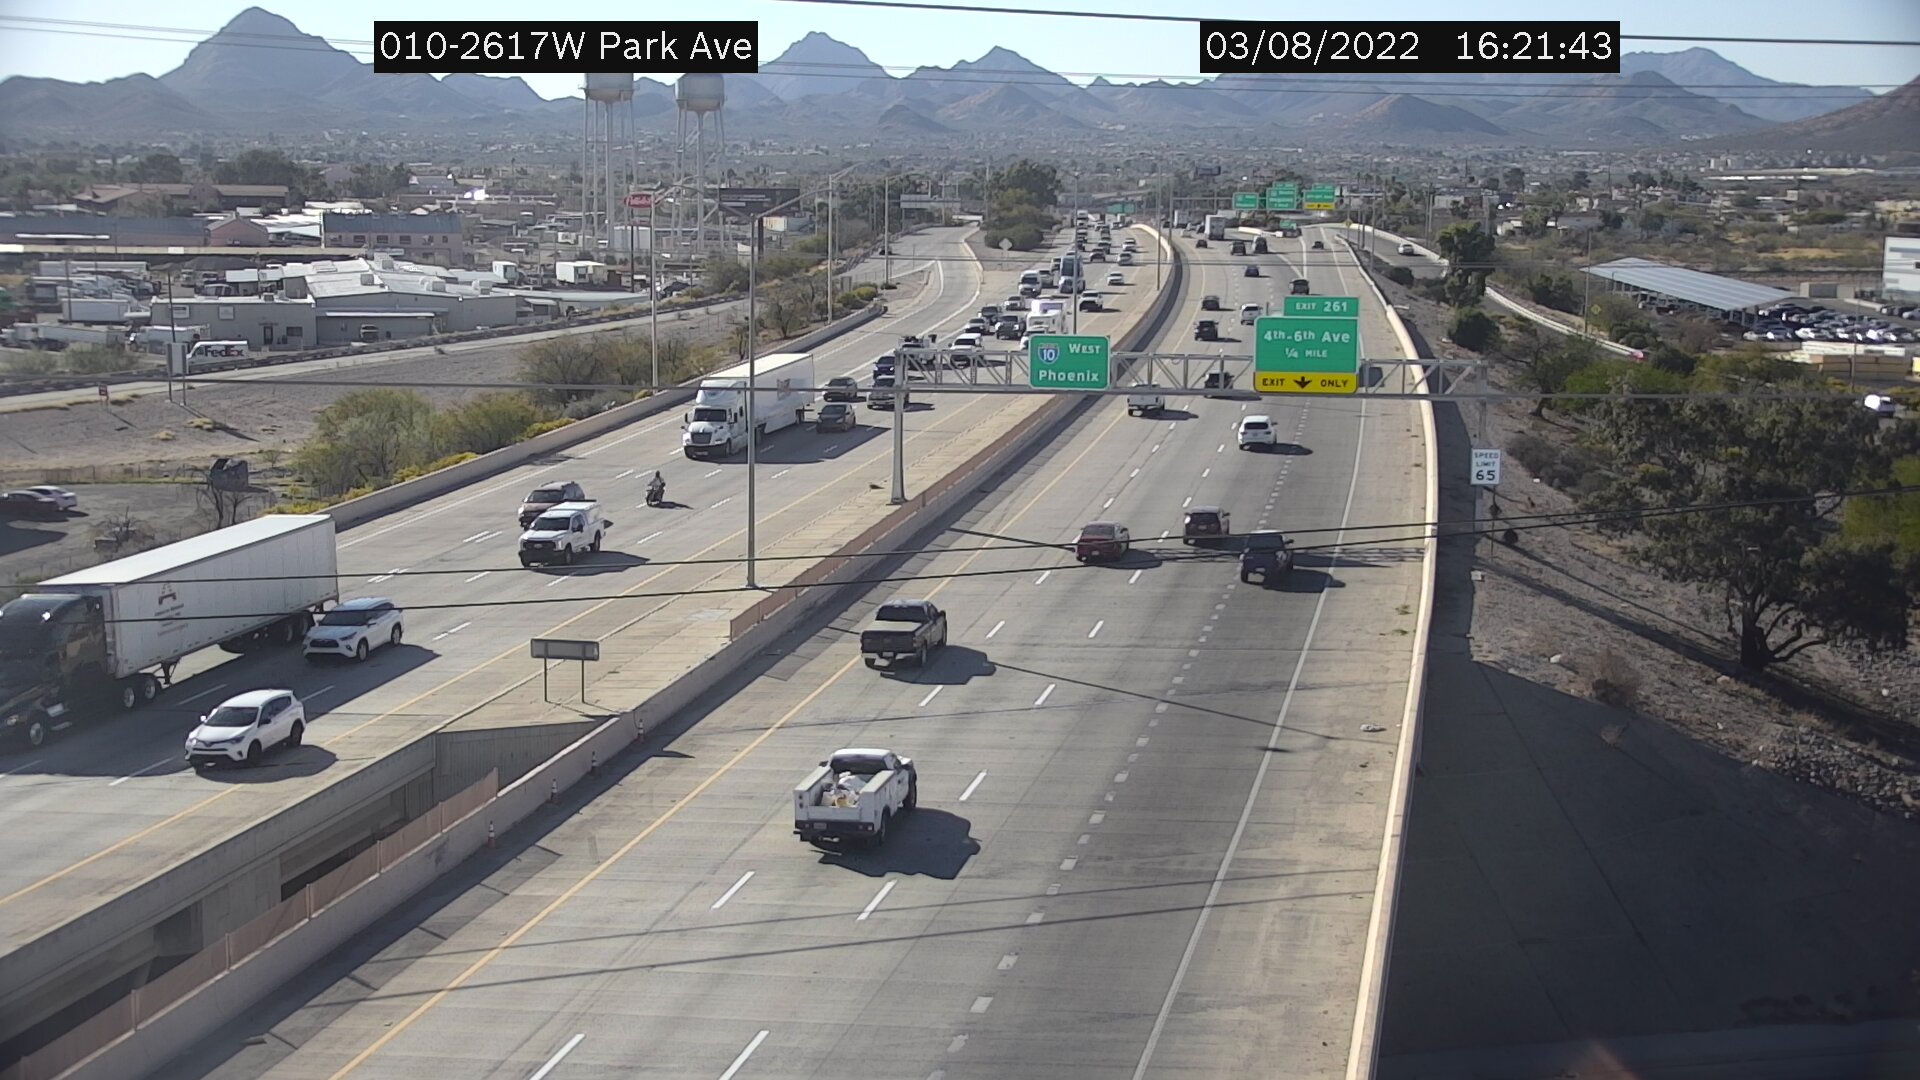 010-2617W Park Ave
03/08/2022 16:21:43
EXIT 261
4th-6th Ave
1/4 MILE
EXIT ONLY
10 WEST
Phoenix
SPEED
LIMIT
65
FedEx